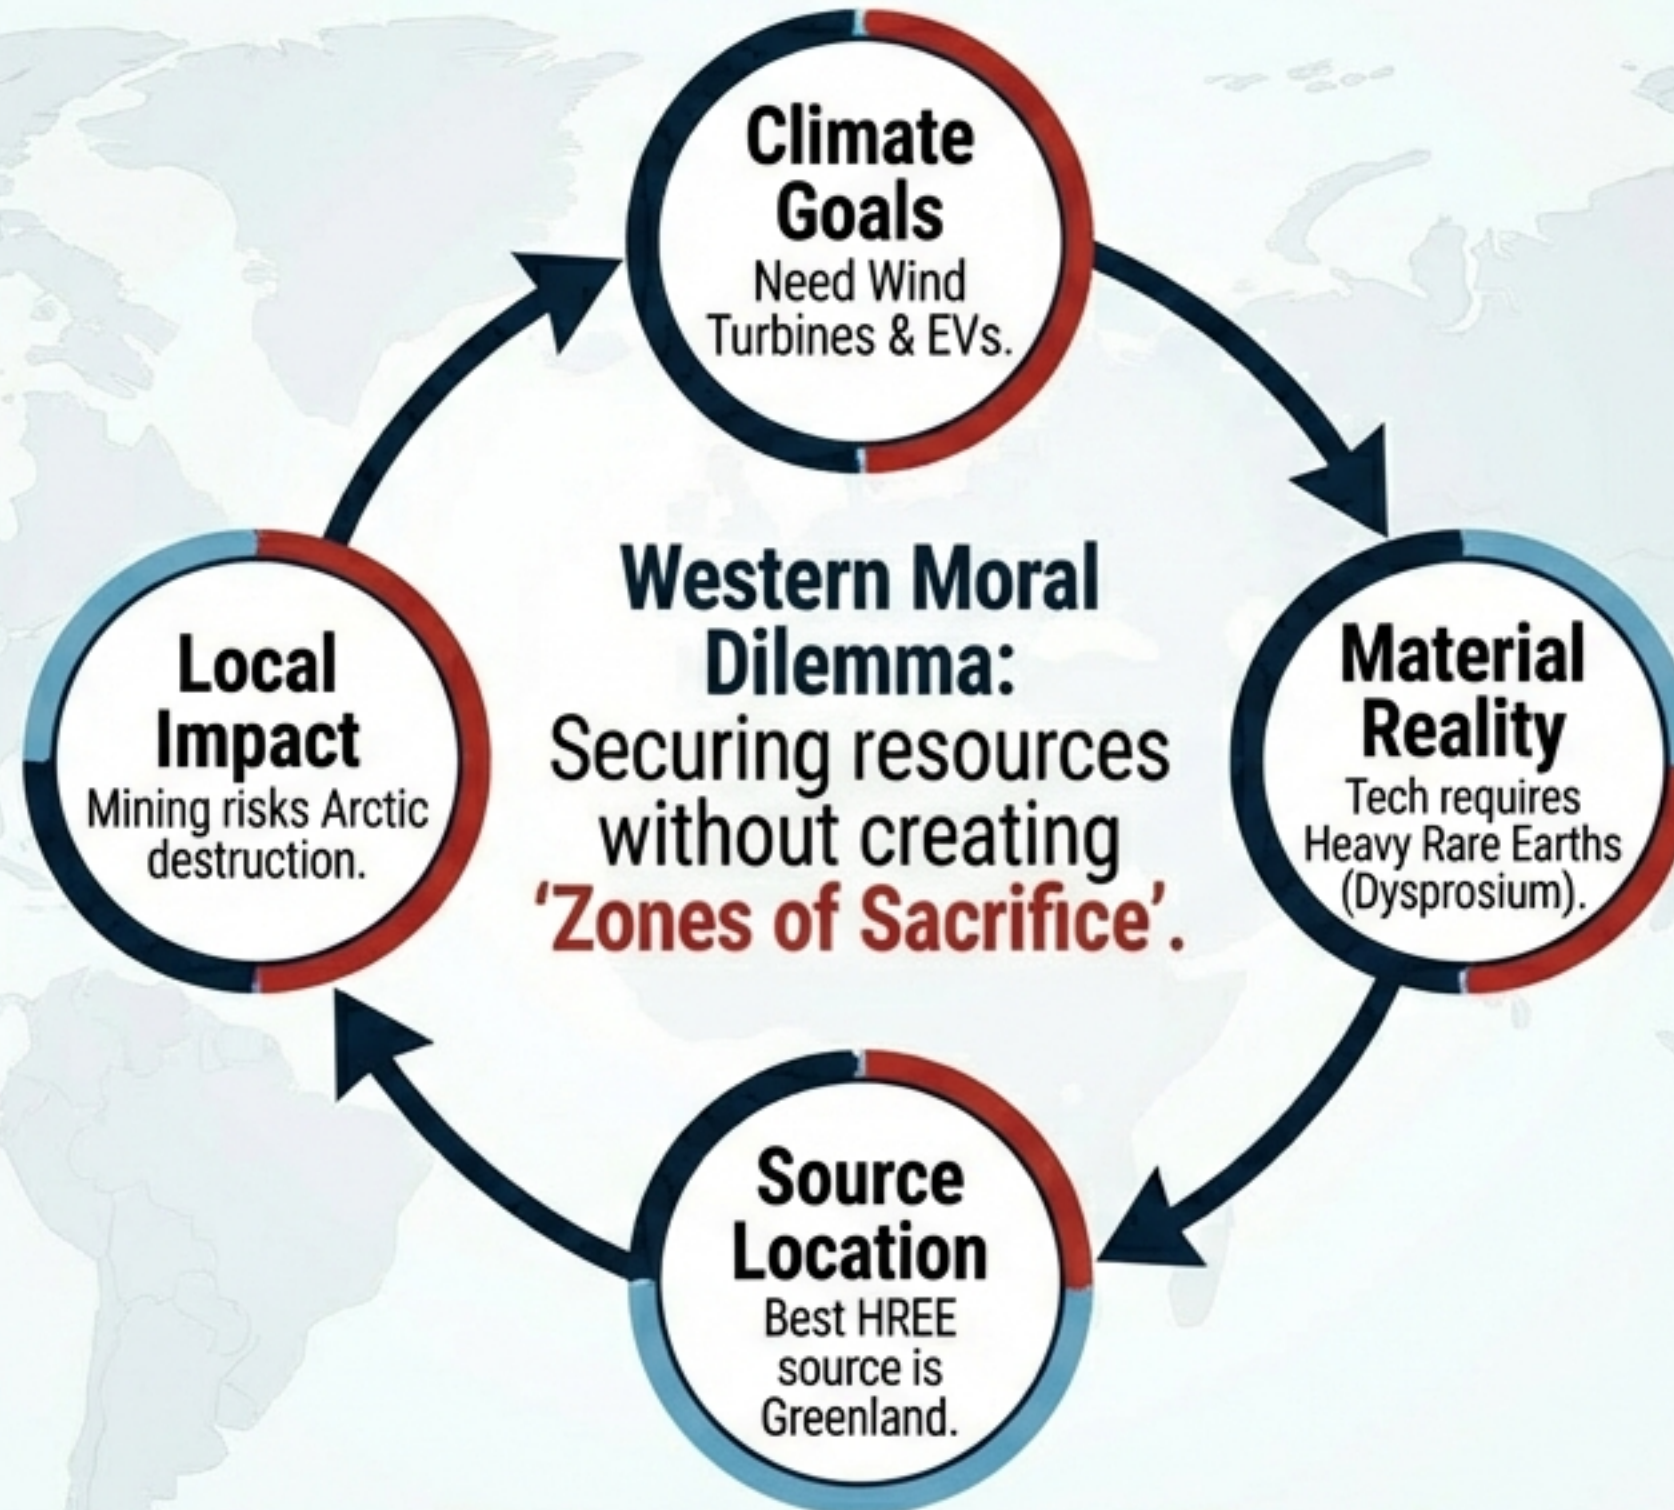 Climate
Goals
Need Wind
Turbines & EVs.
Western Moral
Dilemma:
Securing resources
without creating
‘Zones of Sacrifice’.
Material
Reality
Tech requires
Heavy Rare Earths
(Dysprosium).
Source
Location
Best HREE
source is
Greenland.
Local
Impact
Mining risks Arctic
destruction.